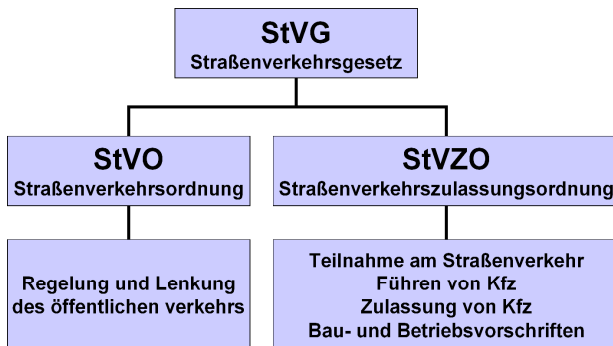 StVG
Straßenverkehrsgesetz
StVO
Straßenverkehrsordnung
StVZO
Straßenverkehrszulassungsordnung
Regelung und Lenkung
des öffentlichen verkehrs
Teilnahme am Straßenverkehr
Führen von Kfz
Zulassung von Kfz
Bau- und Betriebsvorschriften